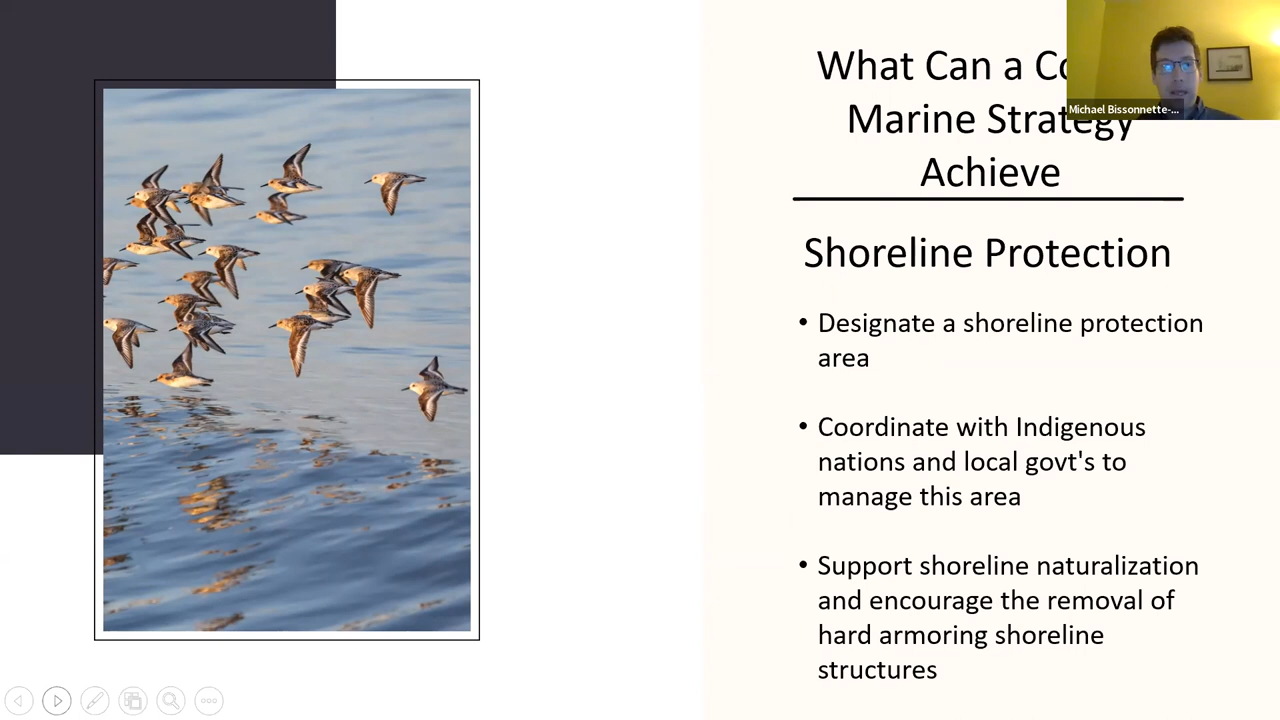 What Can a
Marine Strategy
Achieve
Michael Bissonnette-...
Shoreline Protection
• Designate a shoreline protection
area
• Coordinate with Indigenous
nations and local govt's to
manage this area
• Support shoreline naturalization
and encourage the removal of
hard armoring shoreline
structures